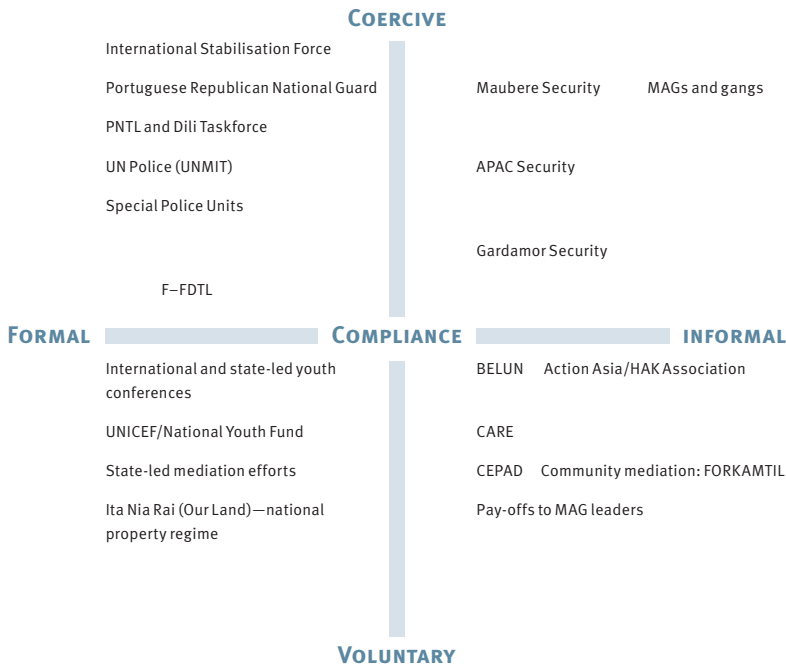 COERCIVE
International Stabilisation Force
Portuguese Republican National Guard
Maubere Security MAGs and gangs
PNTL and Dili Taskforce
UN Police (UNMIT)
APAC Security
Special Police Units
Gardamor Security
F–FDTL
FORMAL COMPLIANCE INFORMAL
International and state-led youth
conferences
BELUN Action Asia/HAK Association
UNICEF/National Youth Fund
CARE
State-led mediation efforts
CEPAD Community mediation: FORKAMTIL
Ita Nia Rai (Our Land)—national
property regime
Pay-offs to MAG leaders
VOLUNTARY